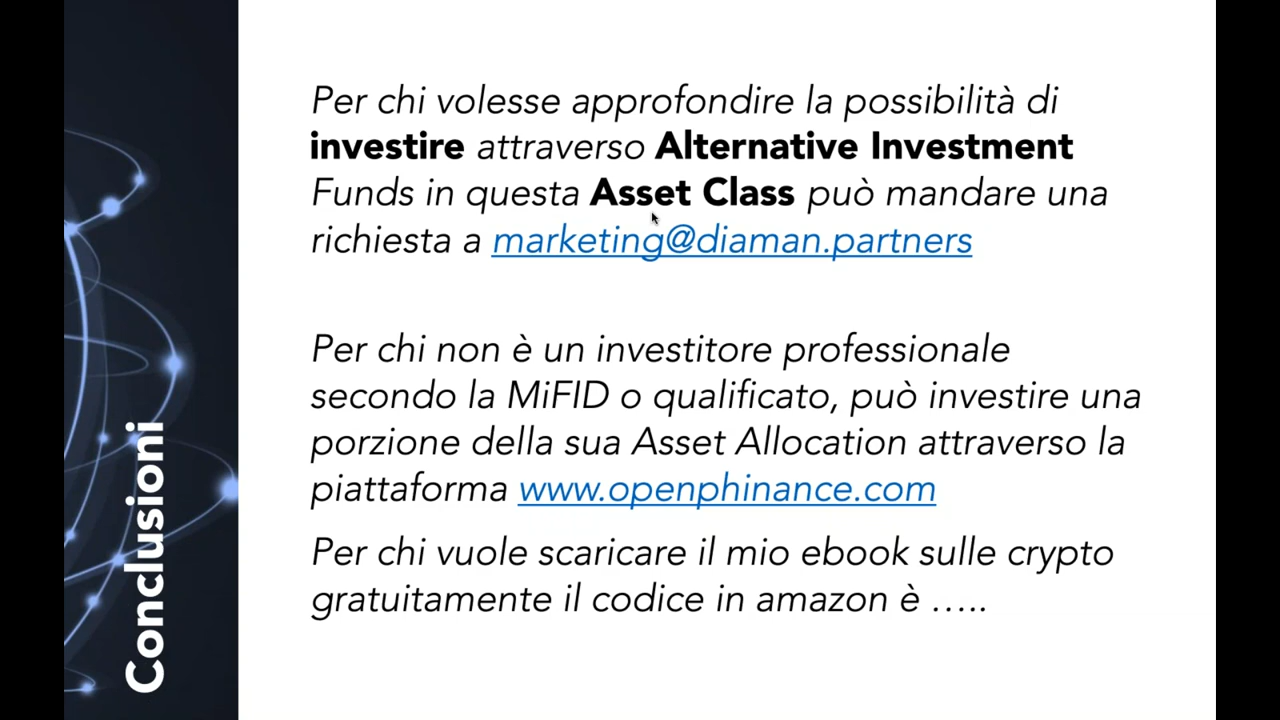 Conclusioni
Per chi volesse approfondire la possibilità di
investire attraverso Alternative Investment
Funds in questa Asset Class può mandare una
richiesta a marketing@diaman.partners
Per chi non è un investitore professionale
secondo la MiFID o qualificato, può investire una
porzione della sua Asset Allocation attraverso la
piattaforma www.openphinance.com
Per chi vuole scaricare il mio ebook sulle crypto
gratuitamente il codice in amazon è …..